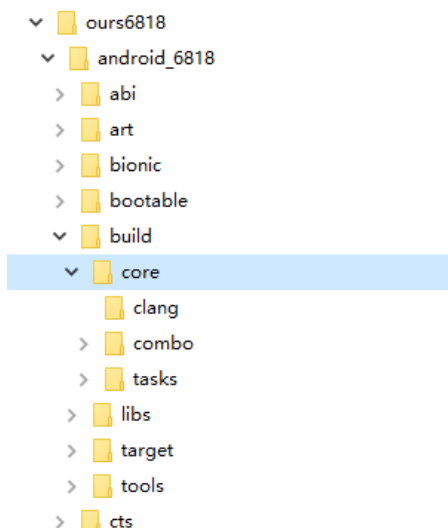 ours6818
android_6818
abi
art
bionic
bootable
build
core
clang
combo
tasks
libs
target
tools
cts